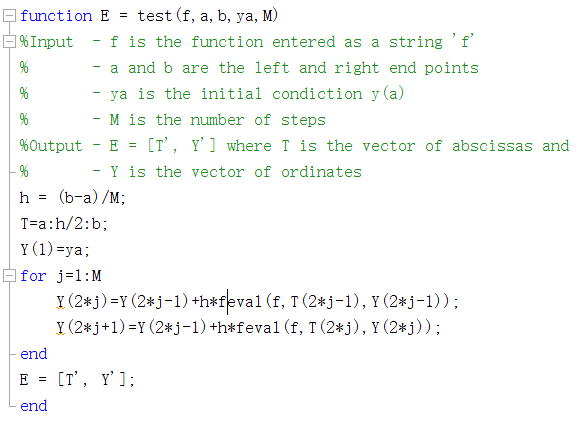 function E = test(f,a,b,ya,M)
%Input  - f is the function entered as a string 'f'
%       - a and b are the left and right end points
%       - ya is the initial condiction y(a)
%       - M is the number of steps
%Output - E = [T', Y'] where T is the vector of abscissas and
%       - Y is the vector of ordinates
h = (b-a)/M;
T=a:h/2:b;
Y(1)=ya;
for j=1:M
    Y(2*j)=Y(2*j-1)+h*feval(f,T(2*j-1),Y(2*j-1));
    Y(2*j+1)=Y(2*j-1)+h*feval(f,T(2*j),Y(2*j));
end
E = [T', Y'];
end